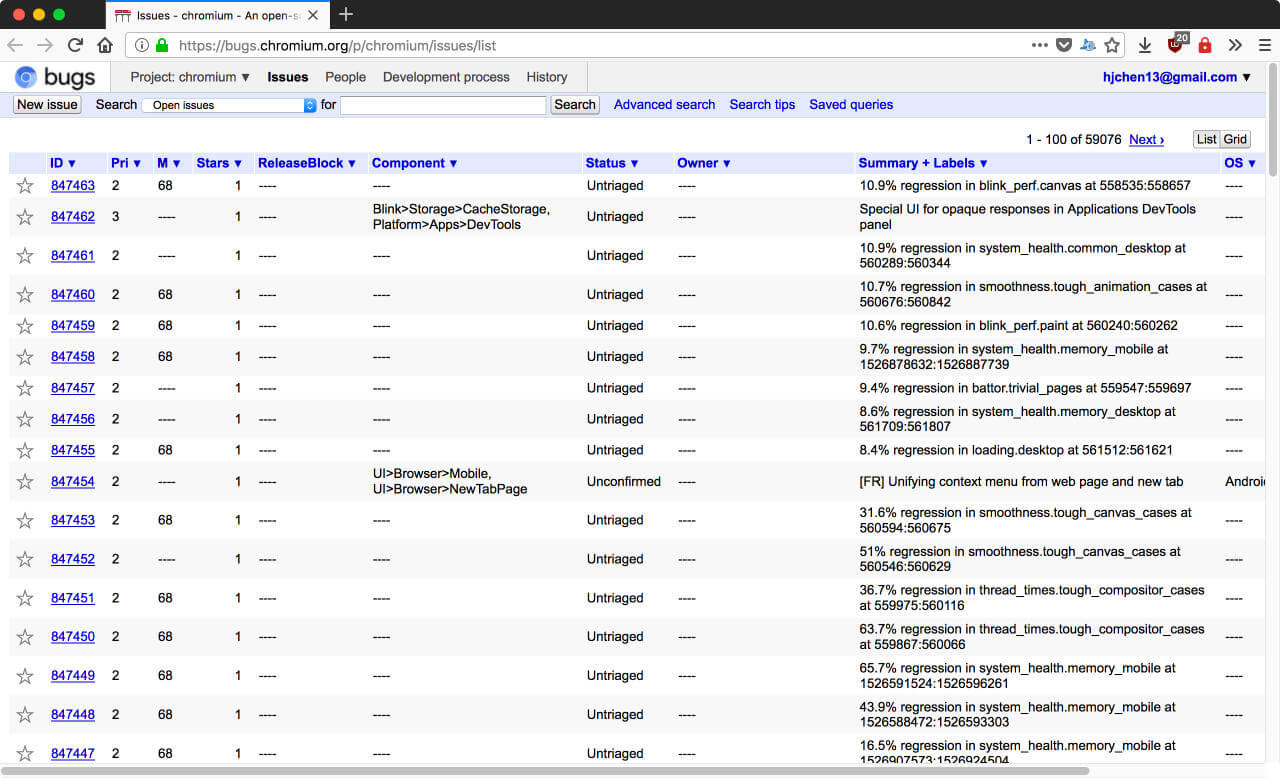 Issues - chromium - An open-s
https://bugs.chromium.org/p/chromium/issues/list
20
bugs Project: chromium ▼ Issues People Development process History hjchen13@gmail.com ▼
New issue Search Open issues for Search Advanced search Search tips Saved queries
1 - 100 of 59076 Next › List Grid
ID ▼ Pri ▼ M ▼ Stars ▼ ReleaseBlock ▼ Component ▼ Status ▼ Owner ▼ Summary + Labels ▼ OS ▼
847463 2 68 1 ---- ---- Untriaged ---- 10.9% regression in blink_perf.canvas at 558535:558657 ----
847462 3 ---- 1 ---- Blink>Storage>CacheStorage, Untriaged ---- Special UI for opaque responses in Applications DevTools ----
Platform>Apps>DevTools panel
847461 2 ---- 1 ---- ---- Untriaged ---- 10.9% regression in system_health.common_desktop at ----
560289:560344
847460 2 68 1 ---- ---- Untriaged ---- 10.7% regression in smoothness.tough_animation_cases at ----
560676:560842
847459 2 68 1 ---- ---- Untriaged ---- 10.6% regression in blink_perf.paint at 560240:560262 ----
847458 2 68 1 ---- ---- Untriaged ---- 9.7% regression in system_health.memory_mobile at ----
1526878632:1526887739
847457 2 ---- 1 ---- ---- Untriaged ---- 9.4% regression in battor.trivial_pages at 559547:559697 ----
847456 2 ---- 1 ---- ---- Untriaged ---- 8.6% regression in system_health.memory_desktop at ----
561709:561807
847455 2 68 1 ---- ---- Untriaged ---- 8.4% regression in loading.desktop at 561512:561621 ----
847454 2 ---- 1 ---- UI>Browser>Mobile, Unconfirmed ---- [FR] Unifying context menu from web page and new tab Androi
UI>Browser>NewTabPage
847453 2 68 1 ---- ---- Untriaged ---- 31.6% regression in smoothness.tough_canvas_cases at ----
560594:560675
847452 2 ---- 1 ---- ---- Untriaged ---- 51% regression in smoothness.tough_canvas_cases at ----
560546:560629
847451 2 68 1 ---- ---- Untriaged ---- 36.7% regression in thread_times.tough_compositor_cases ----
at 559975:560116
847450 2 68 1 ---- ---- Untriaged ---- 63.7% regression in thread_times.tough_compositor_cases ----
at 559867:560066
847449 2 68 1 ---- ---- Untriaged ---- 65.7% regression in system_health.memory_mobile at ----
1526591524:1526596261
847448 2 68 1 ---- ---- Untriaged ---- 43.9% regression in system_health.memory_mobile at ----
1526588472:1526593303
847447 2 68 1 ---- ---- Untriaged ---- 16.5% regression in system_health.memory_mobile at ----
1526907573:1526924504